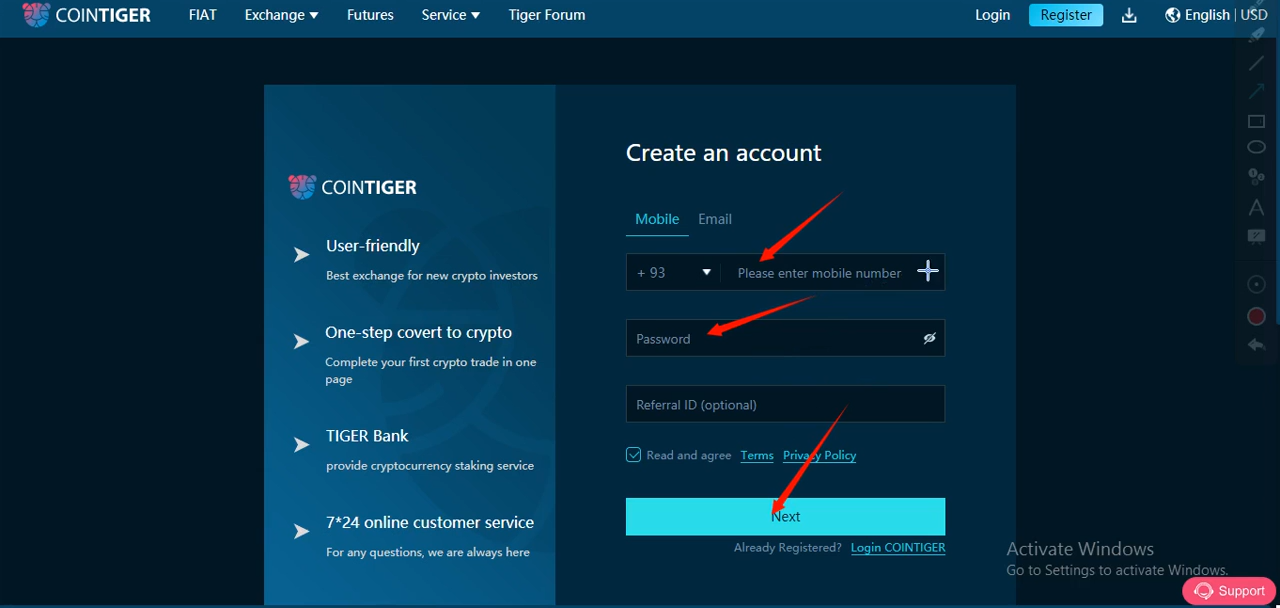 COINTIGER
FIAT
Exchange
Futures
Service
Tiger Forum
Login
Register
English | USD
COINTIGER
User-friendly
Best exchange for new crypto investors
One-step covert to crypto
Complete your first crypto trade in one
page
TIGER Bank
provide cryptocurrency staking service
7*24 online customer service
For any questions, we are always here
Create an account
Mobile
Email
+ 93
Please enter mobile number
Password
Referral ID (optional)
Read and agree Terms Privacy Policy
Next
Already Registered? Login COINTIGER
Activate Windows
Go to Settings to activate Windows.
Support